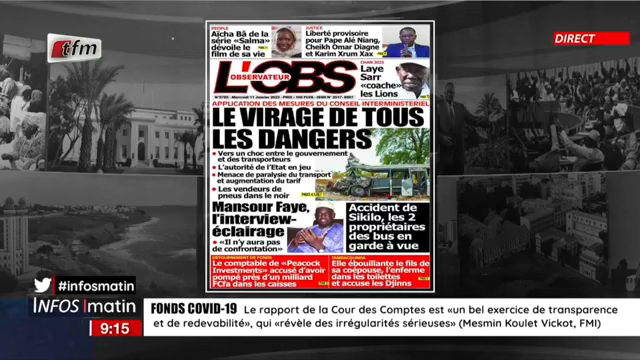 tfm
DIRECT
PEOPLE
Aïcha Bâ de la
série «Salma»
dévoile le
film de sa vie
JUSTICE
Liberté provisoire
pour Pape Alé Niang,
Cheikh Omar Diagne
et Karim Xrum Xax
L'OBS
OBSERVATEUR
CHAN 2023
Laye
Sarr
«coache»
les Lions
APPLICATION DES MESURES DU CONSEIL INTERMINISTERIEL
LE VIRAGE DE TOUS
LES DANGERS
• Vers un choc entre le gouvernement
et des transporteurs
• L'autorité de l'Etat en jeu
• Menace de paralysie du transport
et augmentation du tarif
• Les vendeurs de
pneus dans le noir
Mansour Faye,
l'interview-
éclairage
• «Il n'y aura pas
de confrontation»
Accident de
Sikilo, les 2
propriétaires
des bus en
garde à vue
DETOURNEMENT DE FONDS
Le comptable de «Peacock
Investments» accusé d'avoir
pompé près d'un milliard
FCfa dans les caisses
TAMBACOUNDA
Elle ébouillante le fils de
sa coépouse, l'enferme
dans les toilettes
et accuse les Djinns
#infosmatin
INFOS matin
9:15
FONDS COVID-19 Le rapport de la Cour des Comptes est «un bel exercice de transparence
et de redevabilité», qui «révèle des irrégularités sérieuses» (Mesmin Koulet Vickot, FMI)